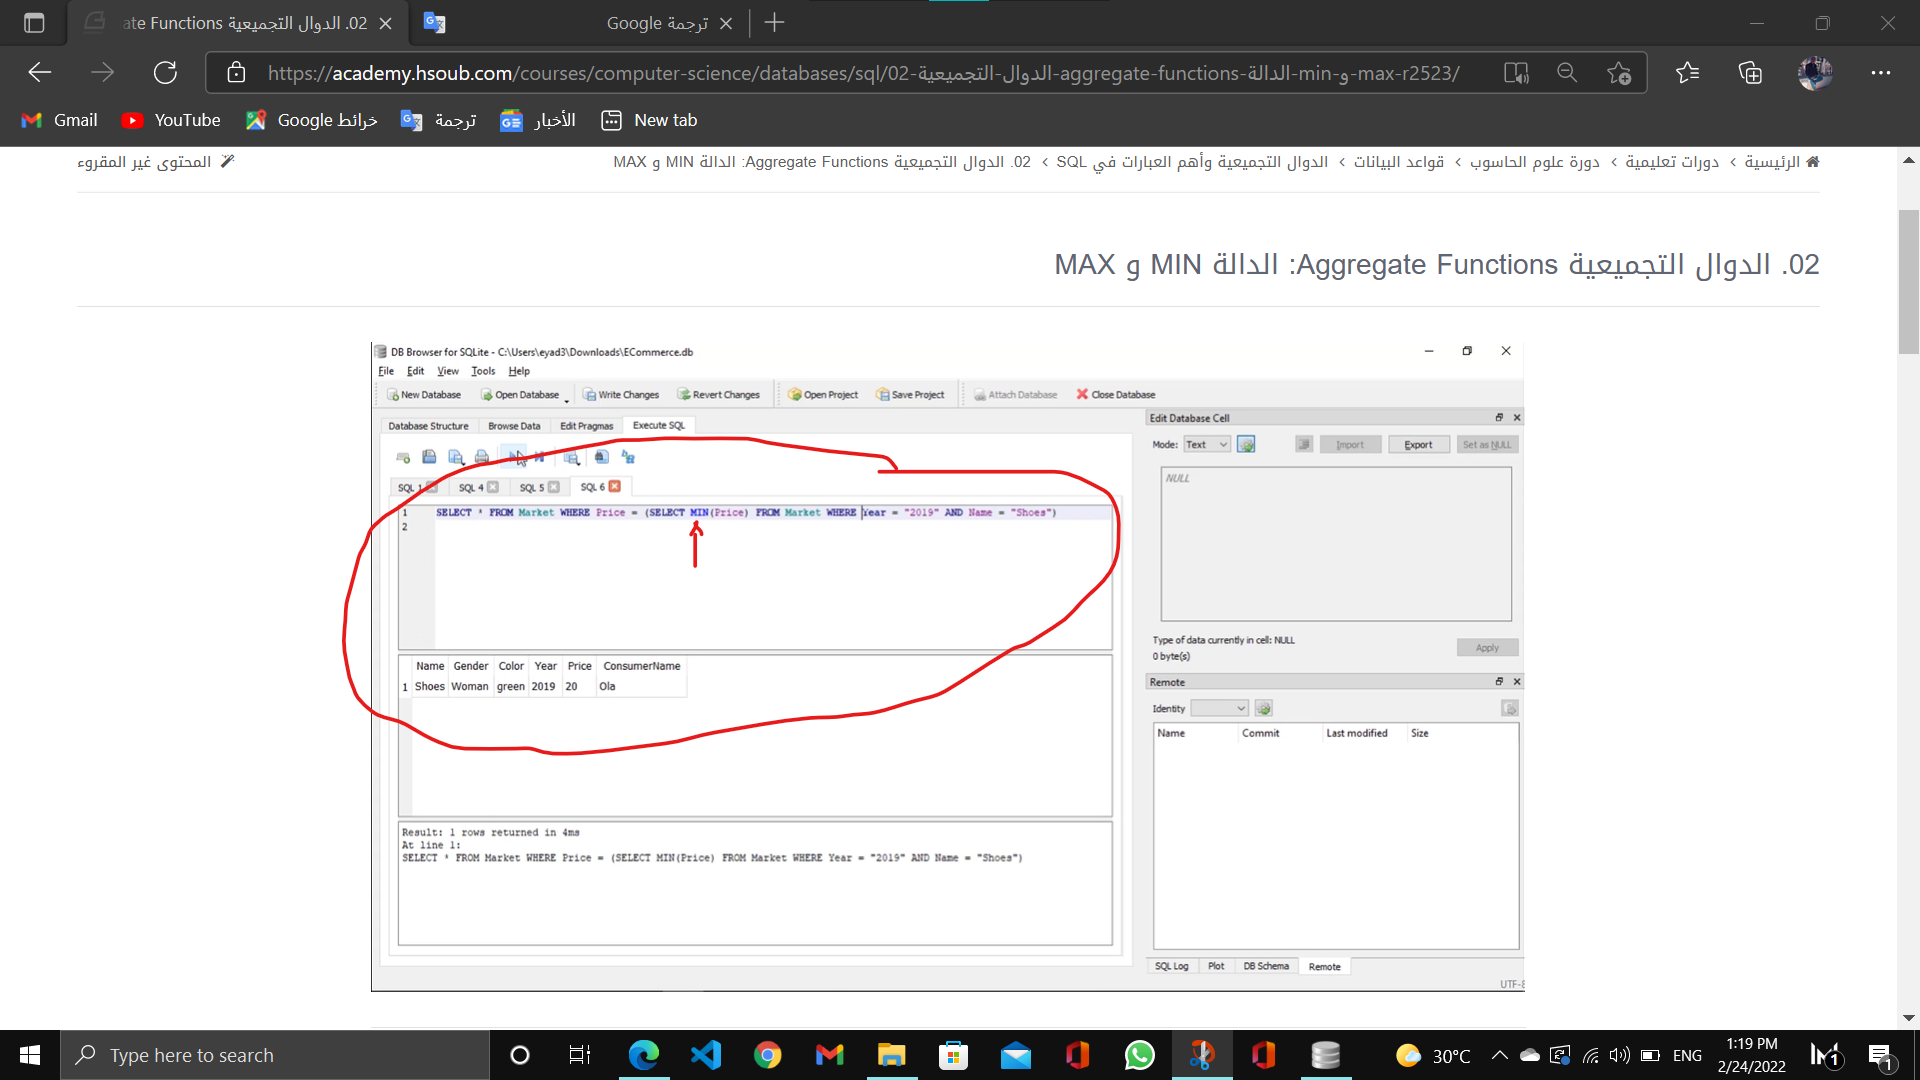 02. الدوال التجميعية ate Functions
ترجمة Google
https://academy.hsoub.com/courses/computer-science/databases/sql/02-الدوال-التجميعية-aggregate-functions-الدالة-min-و-max-r2523/
Gmail YouTube خرائط Google ترجمة الأخبار New tab
الرئيسية > دورات تعليمية > دورة علوم الحاسوب > قواعد البيانات > الدوال التجميعية وأهم العبارات في SQL > 02. الدوال التجميعية Aggregate Functions: الدالة MIN و MAX
المحتوى غير المقروء
02. الدوال التجميعية Aggregate Functions: الدالة MIN و MAX
DB Browser for SQLite - C:\Users\eyad3\Downloads\ECommerce.db
File Edit View Tools Help
New Database Open Database Write Changes Revert Changes Open Project Save Project Attach Database Close Database
Database Structure Browse Data Edit Pragmas Execute SQL
SQL 1 SQL 4 SQL 5 SQL 6
1 SELECT * FROM Market WHERE Price = (SELECT MIN(Price) FROM Market WHERE Year = "2019" AND Name = "Shoes")
2
Name Gender Color Year Price ConsumerName
1 Shoes Woman green 2019 20 Ola
Result: 1 rows returned in 4ms
At line 1:
SELECT * FROM Market WHERE Price = (SELECT MIN(Price) FROM Market WHERE Year = "2019" AND Name = "Shoes")
Edit Database Cell
Mode: Text Import Export Set as NULL
NULL
Type of data currently in cell: NULL
0 byte(s)
Apply
Remote
Identity
Name Commit Last modified Size
SQL Log Plot DB Schema Remote
UTF-8
Type here to search
30°C ENG
1:19 PM
2/24/2022
1
1